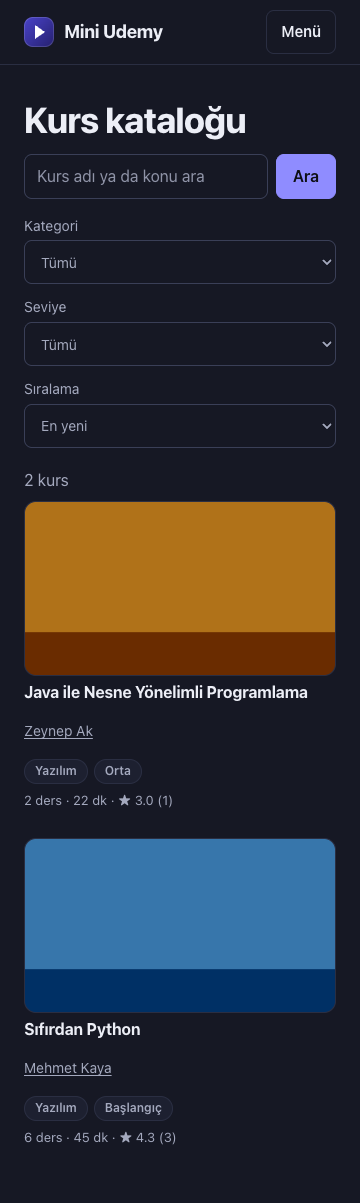 Mini Udemy
Menü
Kurs kataloğu
Kurs adı ya da konu ara
Ara
Kategori
Tümü
Seviye
Tümü
Sıralama
En yeni
2 kurs
Java ile Nesne Yönelimli Programlama
Zeynep Ak
Yazılım Orta
2 ders · 22 dk · ★ 3.0 (1)
Sıfırdan Python
Mehmet Kaya
Yazılım Başlangıç
6 ders · 45 dk · ★ 4.3 (3)